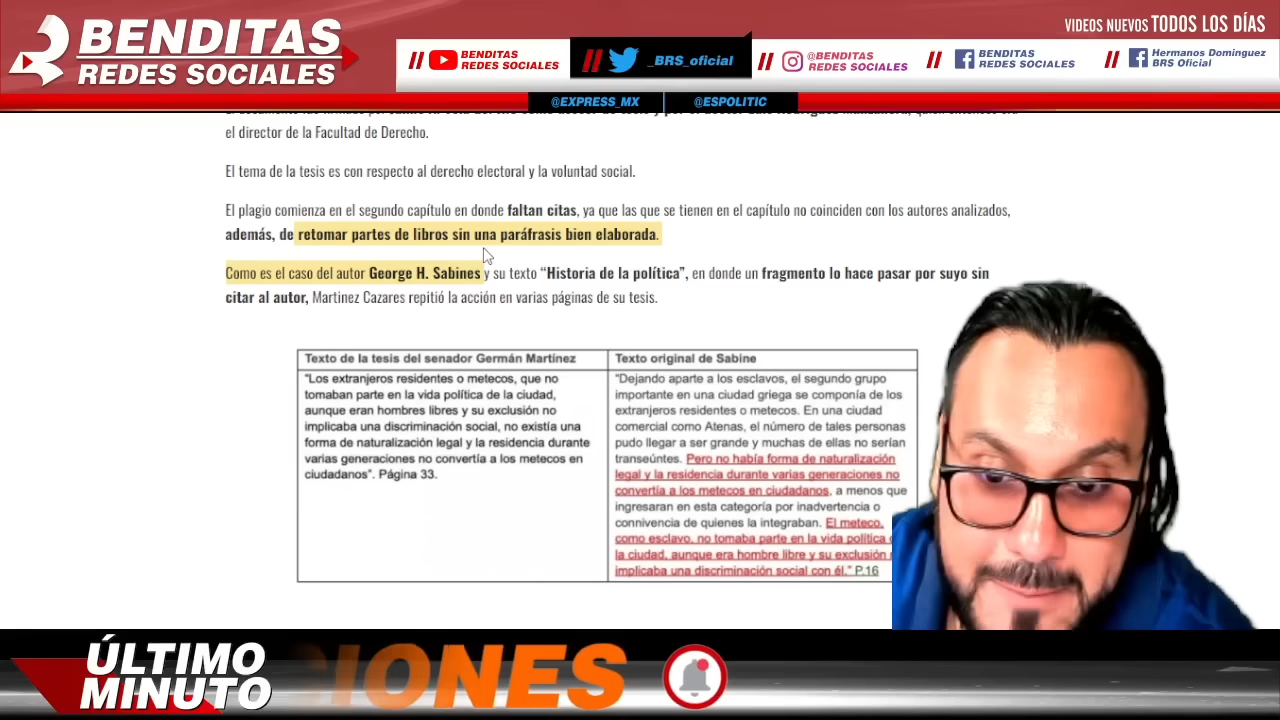 BENDITAS
REDES SOCIALES
VIDEOS NUEVOS TODOS LOS DÍAS
// BENDITAS
REDES SOCIALES
// _BRS_oficial
// @BENDITAS
REDES SOCIALES
// BENDITAS
REDES SOCIALES
// Hermanos Dominguez
BRS Oficial
@EXPRESS_MX
@ESPOLITIC
el director de la Facultad de Derecho.
El tema de la tesis es con respecto al derecho electoral y la voluntad social.
El plagio comienza en el segundo capítulo en donde faltan citas, ya que las que se tienen en el capítulo no coinciden con los autores analizados,
además, de retomar partes de libros sin una paráfrasis bien elaborada.
Como es el caso del autor George H. Sabines y su texto “Historia de la política”, en donde un fragmento lo hace pasar por suyo sin
citar al autor, Martinez Cazares repitió la acción en varias páginas de su tesis.
Texto de la tesis del senador Germán Martínez
“Los extranjeros residentes o metecos, que no
tomaban parte en la vida política de la ciudad,
aunque eran hombres libres y su exclusión no
implicaba una discriminación social, no existía una
forma de naturalización legal y la residencia durante
varias generaciones no convertía a los metecos en
ciudadanos”. Página 33.
Texto original de Sabine
“Dejando aparte a los esclavos, el segundo grupo
importante en una ciudad griega se componía de los
extranjeros residentes o metecos. En una ciudad
comercial como Atenas, el número de tales personas
pudo llegar a ser grande y muchas de ellas no serían
transeúntes. Pero no había forma de naturalización
legal y la residencia durante varias generaciones no
convertía a los metecos en ciudadanos, a menos que
ingresaran en esta categoría por inadvertencia o
connivencia de quienes la integraban. El meteco,
como esclavo, no tomaba parte en la vida política
la ciudad, aunque era hombre libre y su exclusión
implicaba una discriminación social con él.” P.16
ÚLTIMO
MINUTO
CIONES